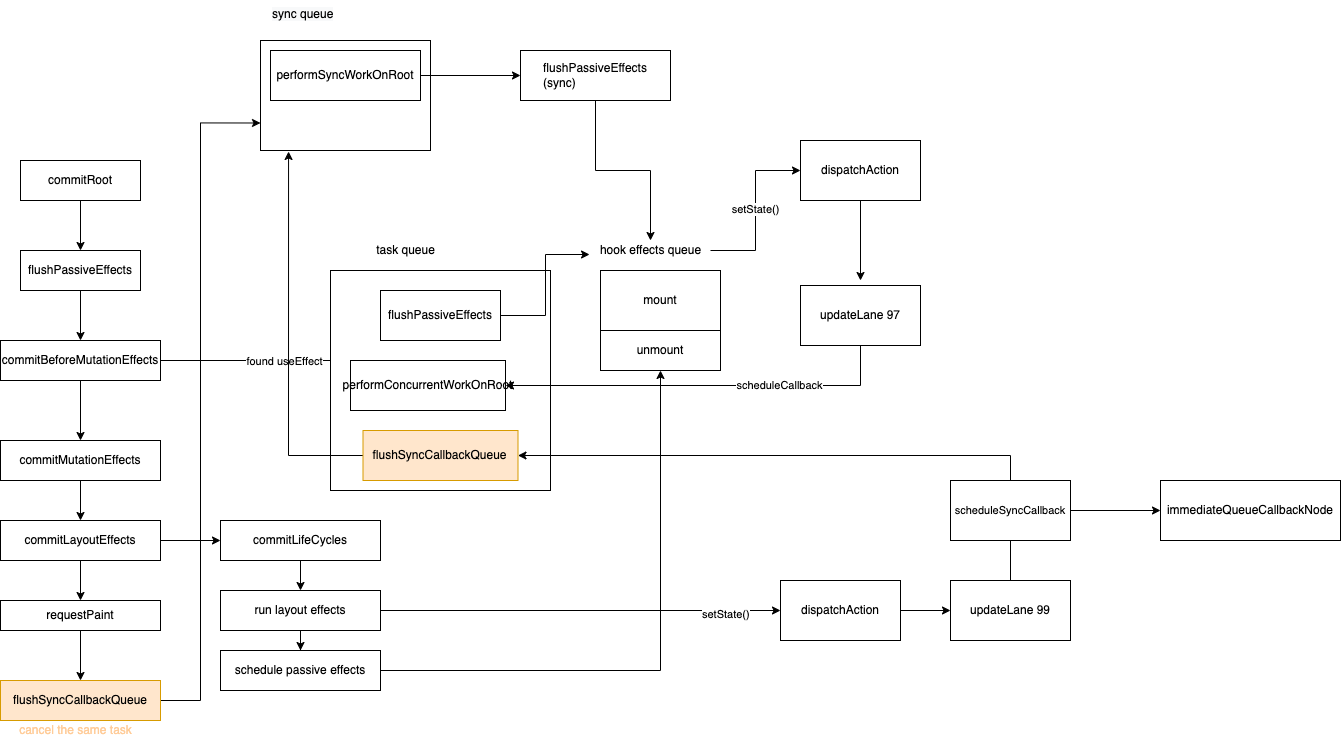 sync queue
performSyncWorkOnRoot
flushPassiveEffects
(sync)
commitRoot
dispatchAction
setState()
task queue
hook effects queue
flushPassiveEffects
mount
flushPassiveEffects
updateLane 97
unmount
commitBeforeMutationEffects
found useEffect
performConcurrentWorkOnRoot
scheduleCallback
commitMutationEffects
flushSyncCallbackQueue
scheduleSyncCallback
immediateQueueCallbackNode
commitLayoutEffects
commitLifeCycles
requestPaint
run layout effects
setState()
dispatchAction
updateLane 99
schedule passive effects
flushSyncCallbackQueue
cancel the same task